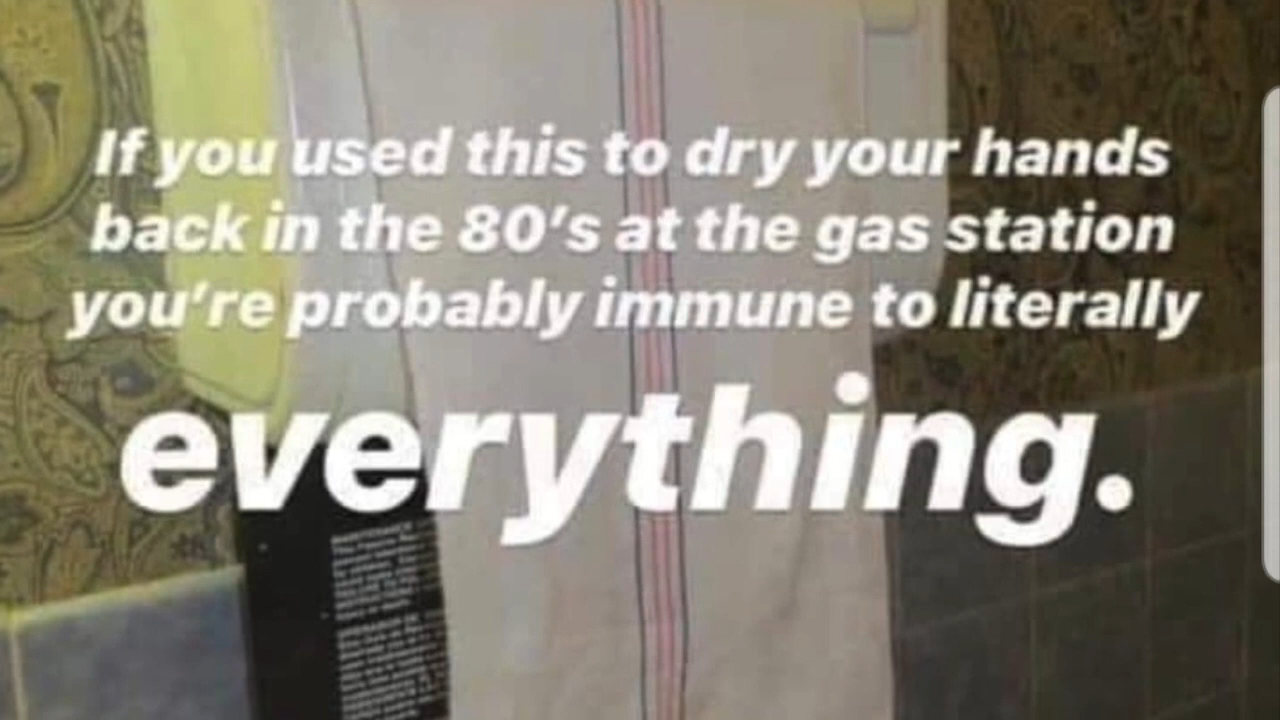 If you used this to dry your hands
back in the 80's at the gas station
you're probably immune to literally
everything.